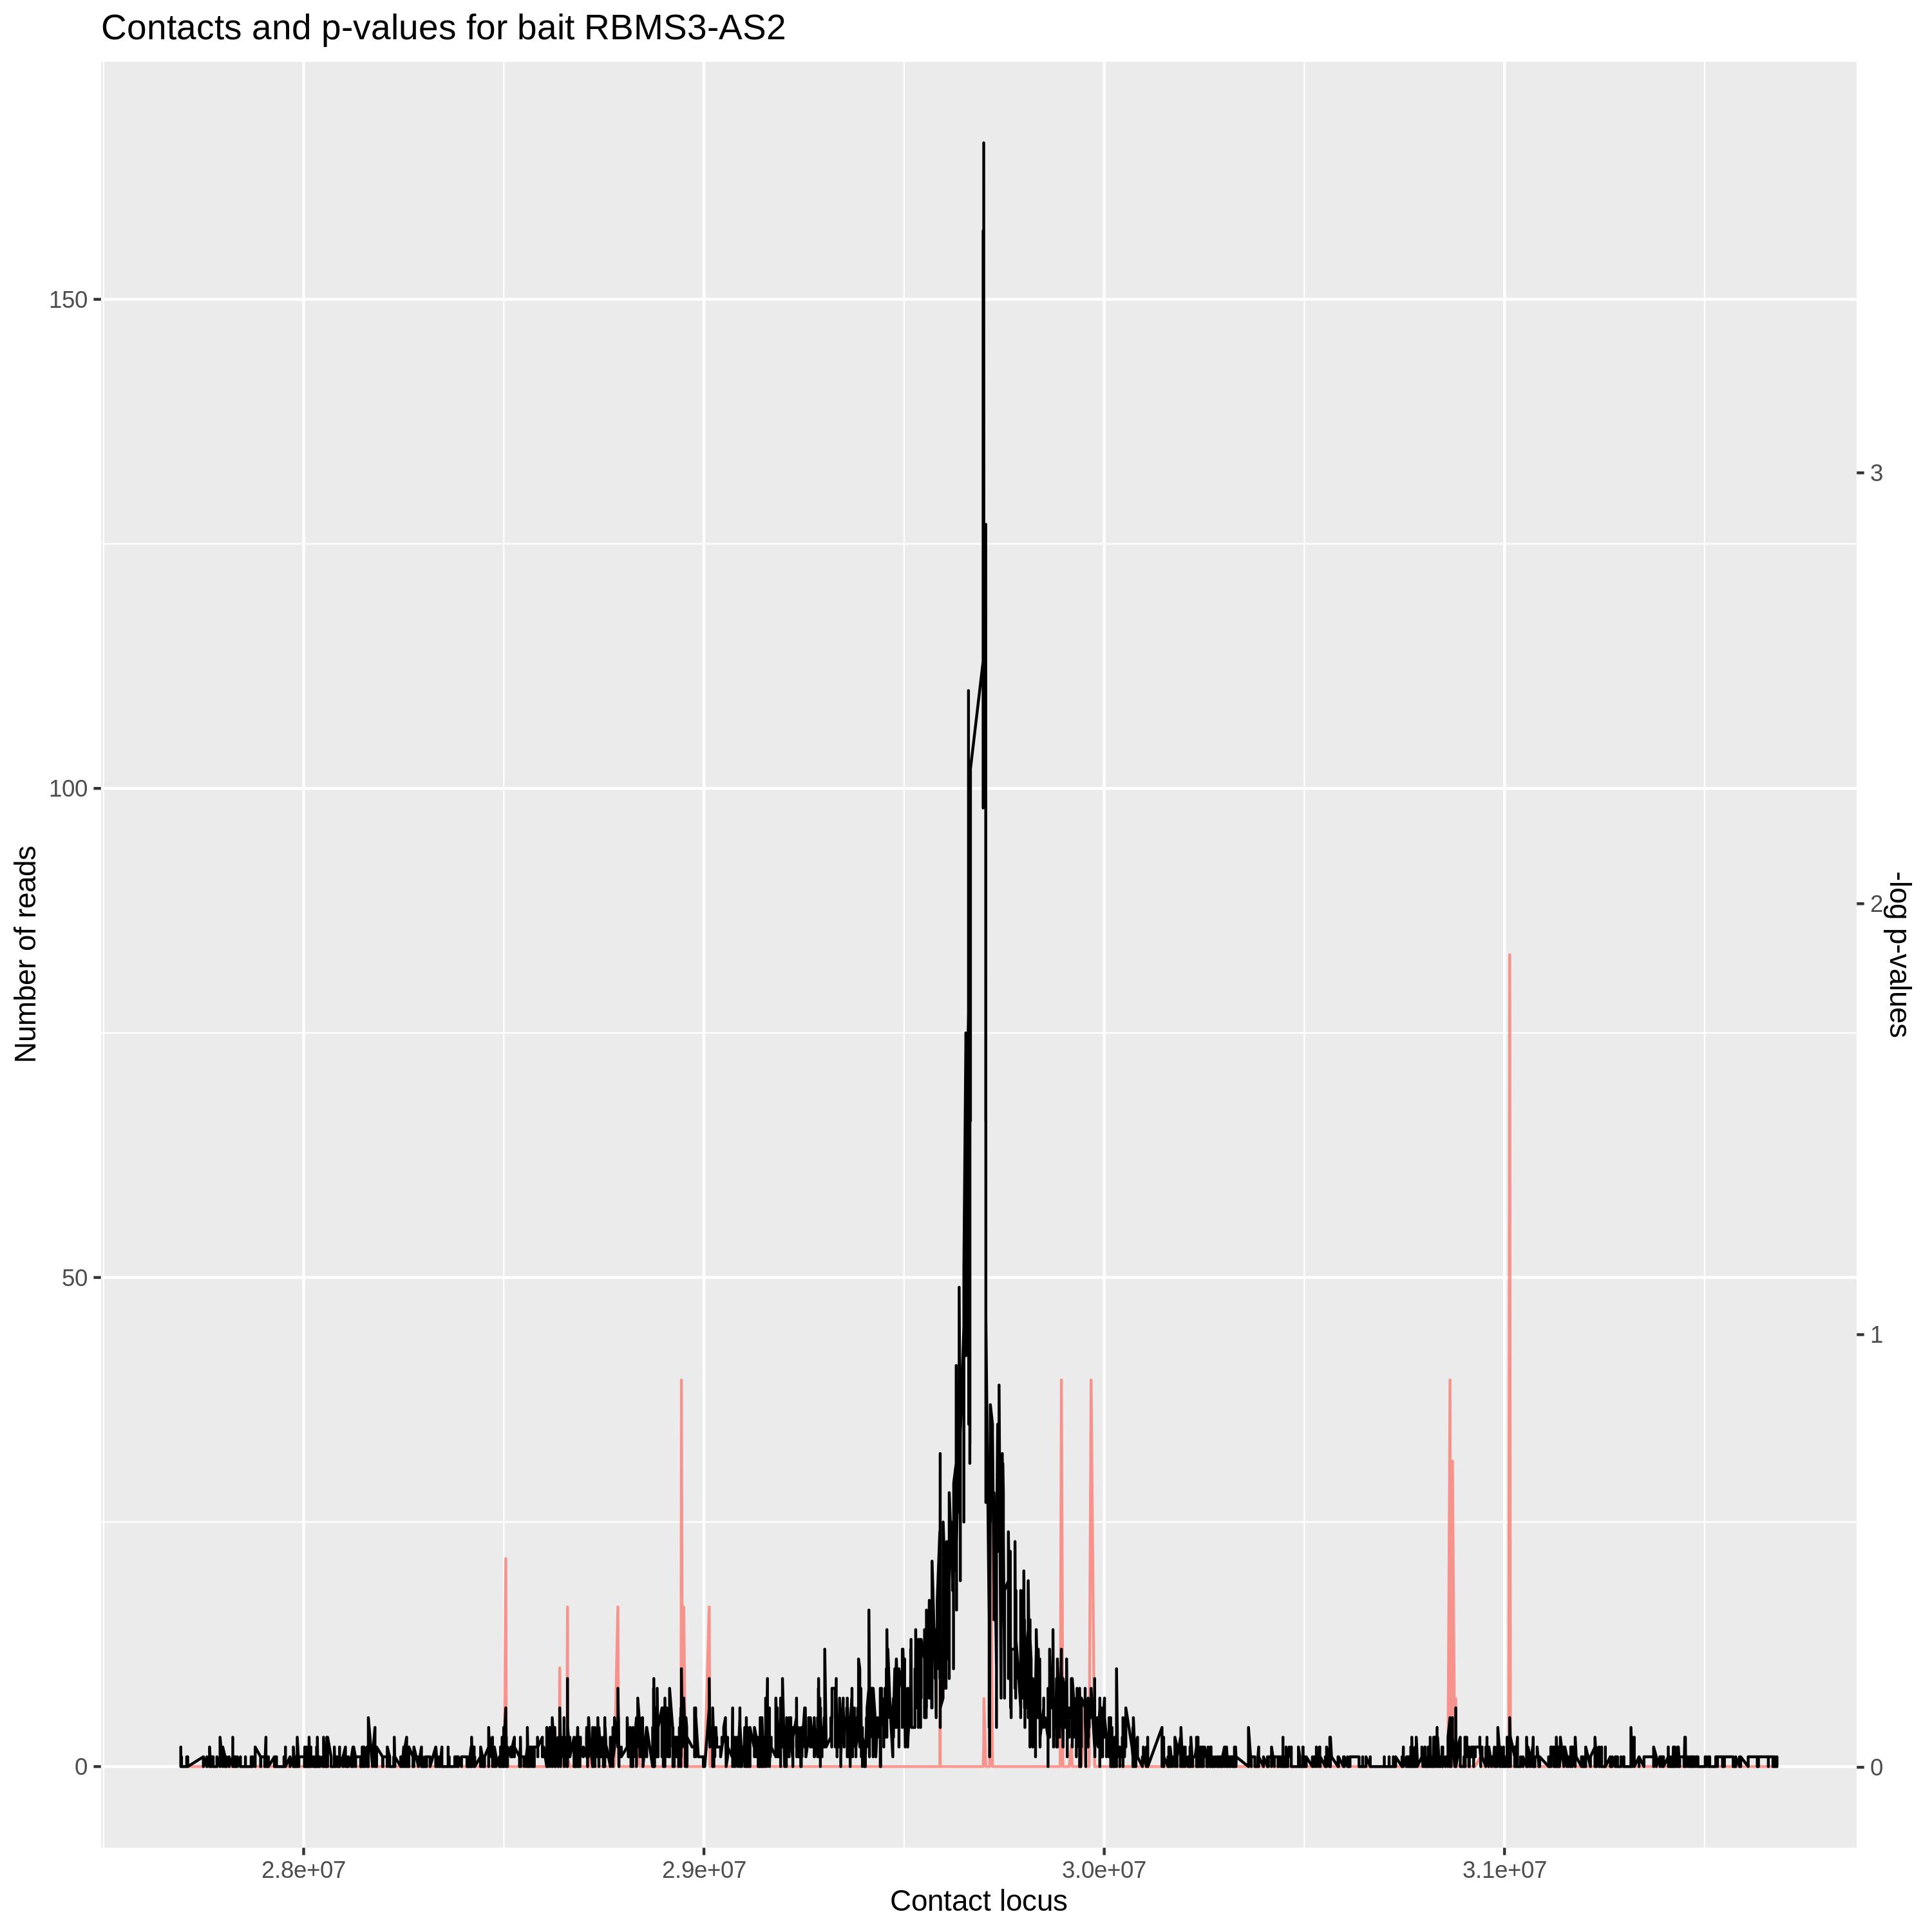 Contacts and p-values for bait RBMS3-AS2
Number of reads
150
100
50
0
3
2
1
0
-log p-values
2.8e+07
2.9e+07
3.0e+07
3.1e+07
Contact locus